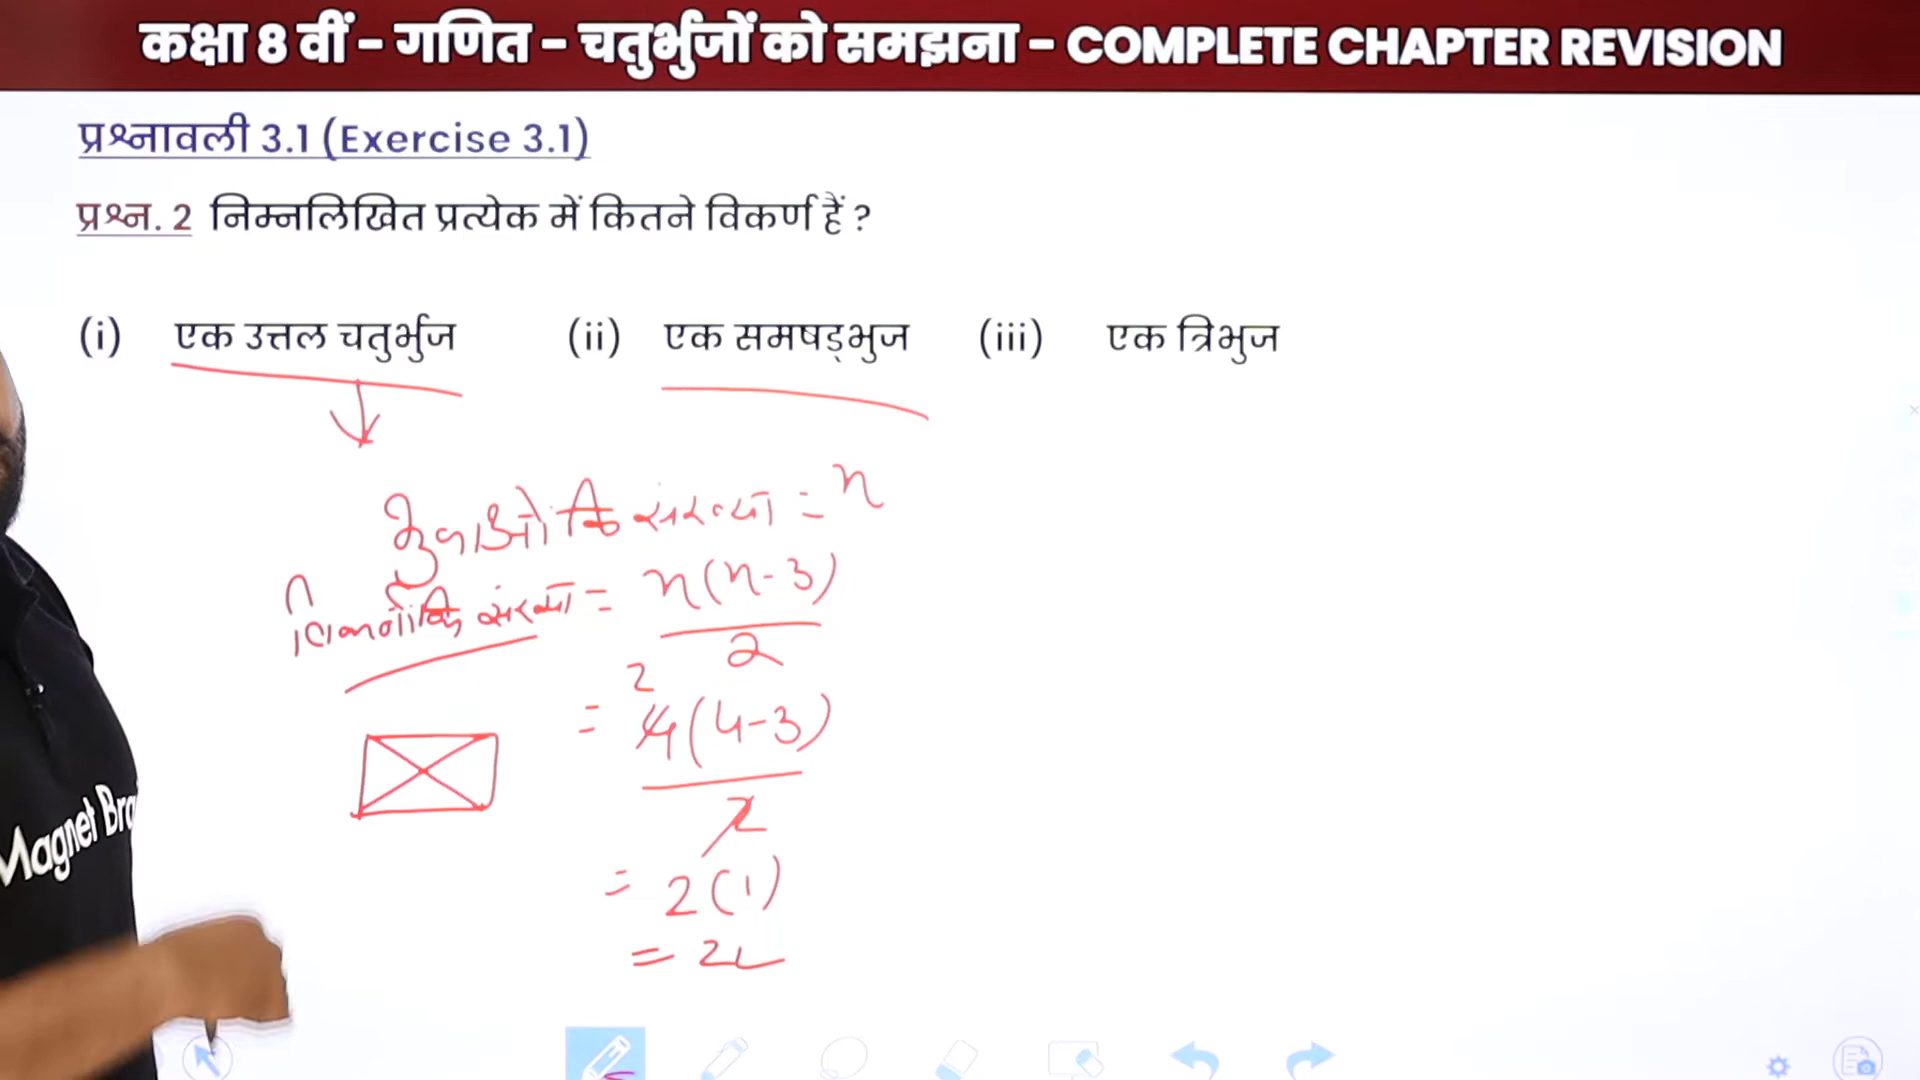 कक्षा 8 वीं – गणित – चतुर्भुजों को समझना – COMPLETE CHAPTER REVISION
प्रश्नावली 3.1 (Exercise 3.1)
प्रश्न. 2 निम्नलिखित प्रत्येक में कितने विकर्ण हैं ?
(i) एक उत्तल चतुर्भुज (ii) एक समषड्भुज (iii) एक त्रिभुज
भुजाओं कि संख्या = n
विकर्णो कि संख्या = n(n-3)
2
2
= 4(4-3)
2
= 2(1)
= 2
Magnet Bra